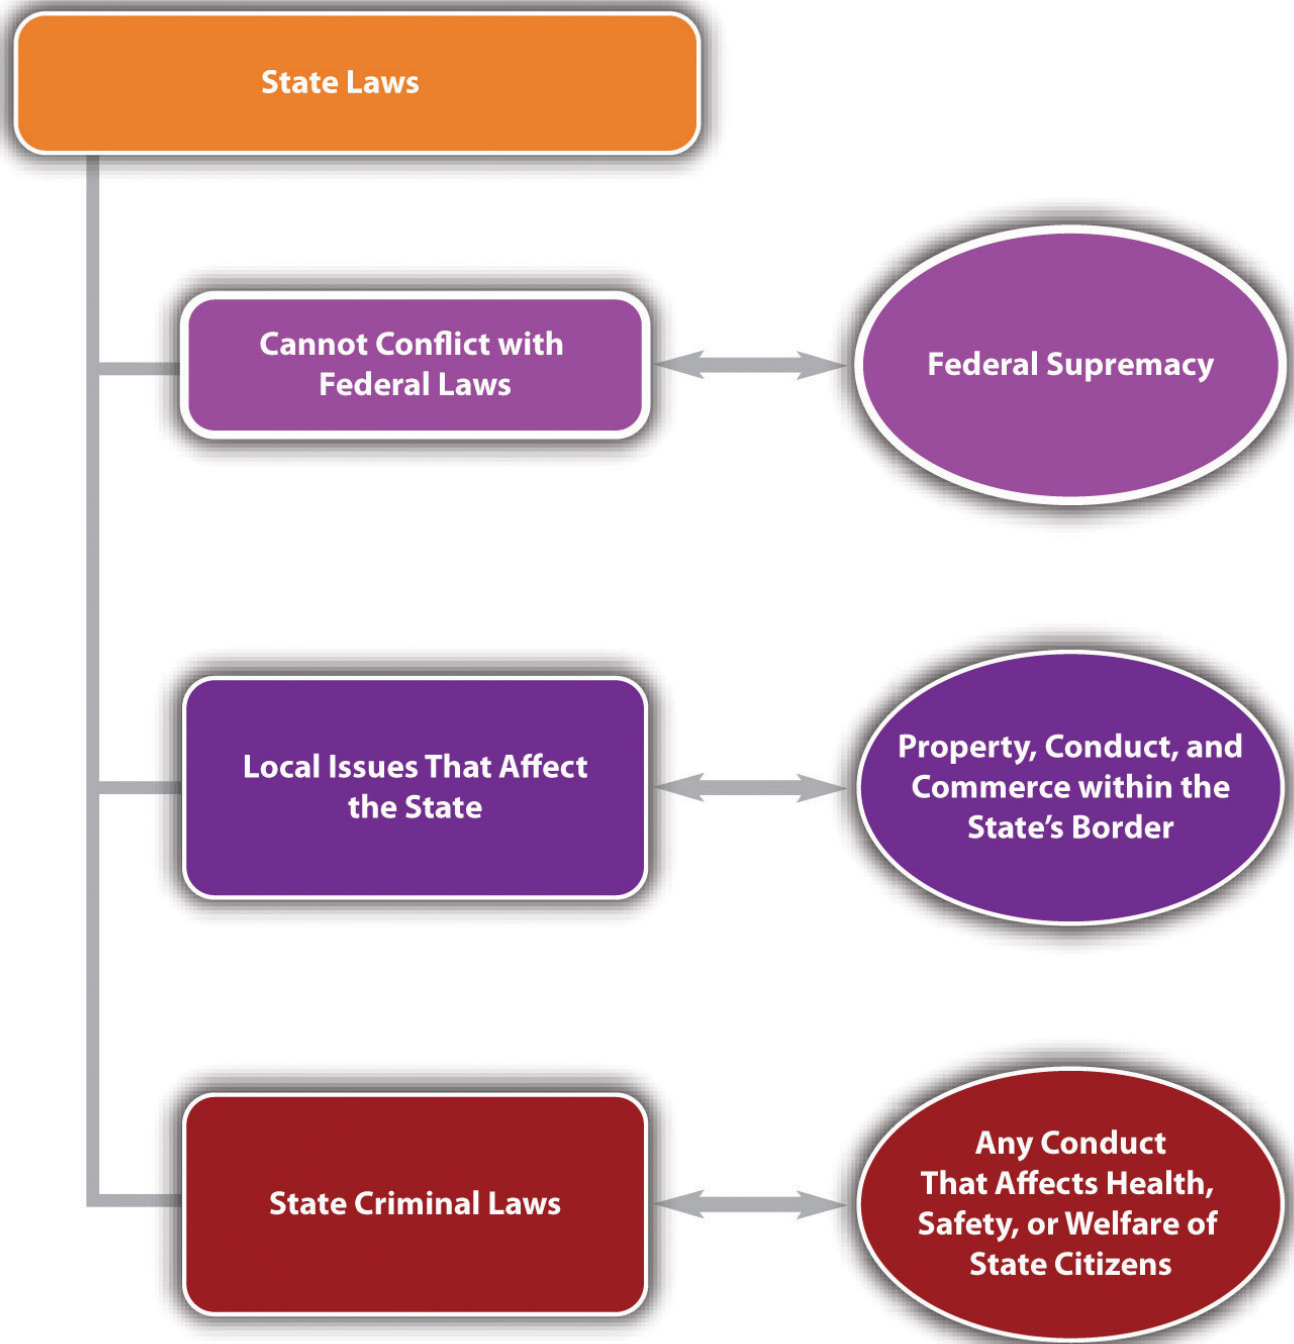 State Laws
Cannot Conflict with
Federal Laws
Federal Supremacy
Local Issues That Affect
the State
Property, Conduct, and
Commerce within the
State’s Border
State Criminal Laws
Any Conduct
That Affects Health,
Safety, or Welfare of
State Citizens